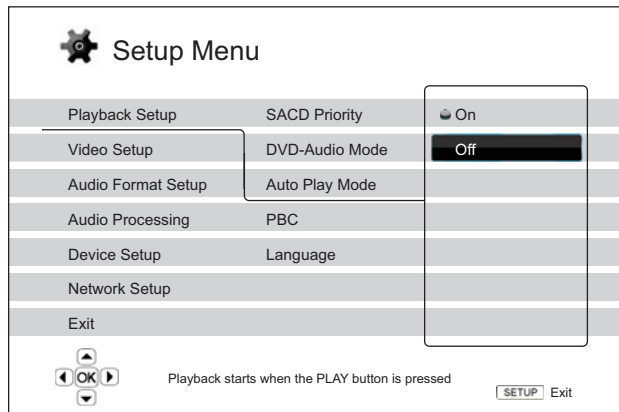 Setup Menu
Playback Setup
SACD Priority
On
Video Setup
DVD-Audio Mode
Off
Audio Format Setup
Auto Play Mode
Audio Processing
PBC
Device Setup
Language
Network Setup
Exit
OK
Playback starts when the PLAY button is pressed
SETUP Exit